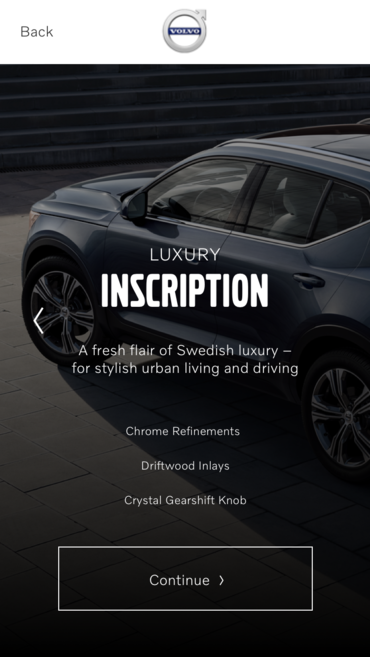 Back
VOLVO
LUXURY
INSCRIPTION
A fresh flair of Swedish luxury –
for stylish urban living and driving
Chrome Refinements
Driftwood Inlays
Crystal Gearshift Knob
Continue